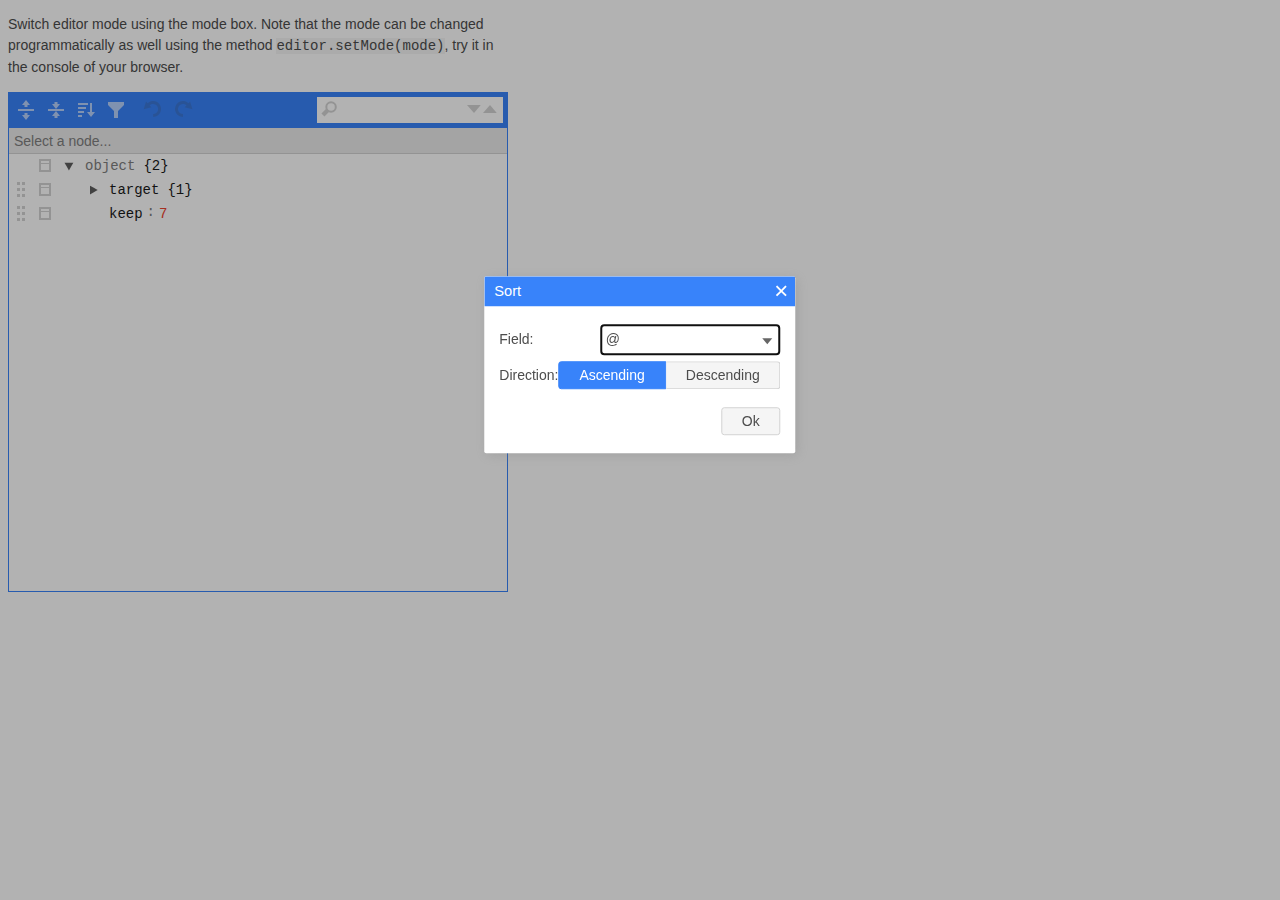 Switch editor mode using the mode box. Note that the mode can be changed
programmatically as well using the method editor.setMode(mode), try it in
the console of your browser.
Select a node...
object {2}
target {1}
keep : 7
Sort ×
Field: @
Direction: Ascending Descending
Ok